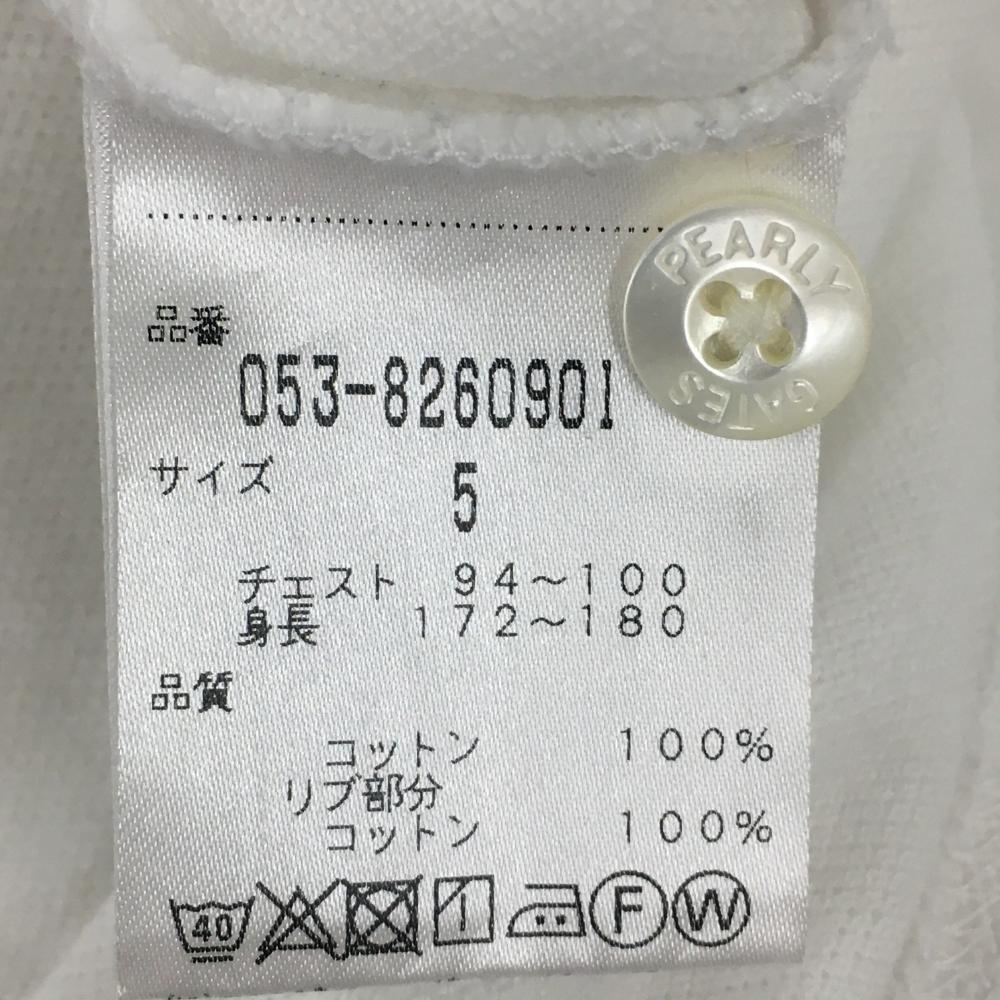 PEARLY
GATES
品番
053-8260901
サイズ 5
チェスト 94～100
身長 172～180
品質
コットン 100%
リブ部分
コットン 100%
40 F W